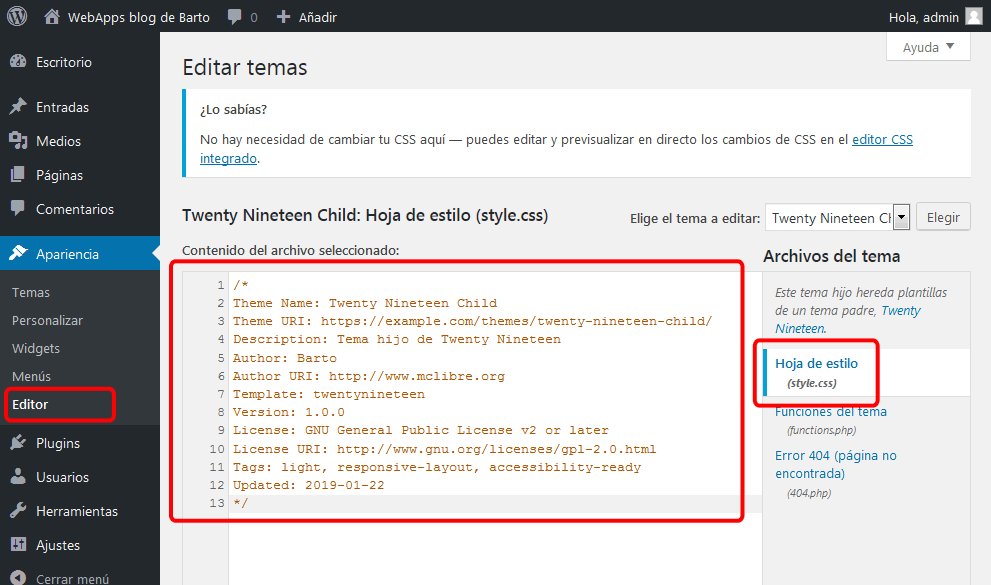 WebApps blog de Barto 0 Añadir Hola, admin
Ayuda
Escritorio
Entradas
Medios
Páginas
Comentarios
Apariencia
Temas
Personalizar
Widgets
Menús
Editor
Plugins
Usuarios
Herramientas
Ajustes
Cerrar menú
Editar temas
¿Lo sabías?
No hay necesidad de cambiar tu CSS aquí — puedes editar y previsualizar en directo los cambios de CSS en el editor CSS
integrado.
Twenty Nineteen Child: Hoja de estilo (style.css)
Elige el tema a editar: Twenty Nineteen Ch Elegir
Contenido del archivo seleccionado:
1 /*
2 Theme Name: Twenty Nineteen Child
3 Theme URI: https://example.com/themes/twenty-nineteen-child/
4 Description: Tema hijo de Twenty Nineteen
5 Author: Barto
6 Author URI: http://www.mclibre.org
7 Template: twentynineteen
8 Version: 1.0.0
9 License: GNU General Public License v2 or later
10 License URI: http://www.gnu.org/licenses/gpl-2.0.html
11 Tags: light, responsive-layout, accessibility-ready
12 Updated: 2019-01-22
13 */
Archivos del tema
Este tema hijo hereda plantillas
de un tema padre, Twenty
Nineteen.
Hoja de estilo
(style.css)
Funciones del tema
(functions.php)
Error 404 (página no
encontrada)
(404.php)